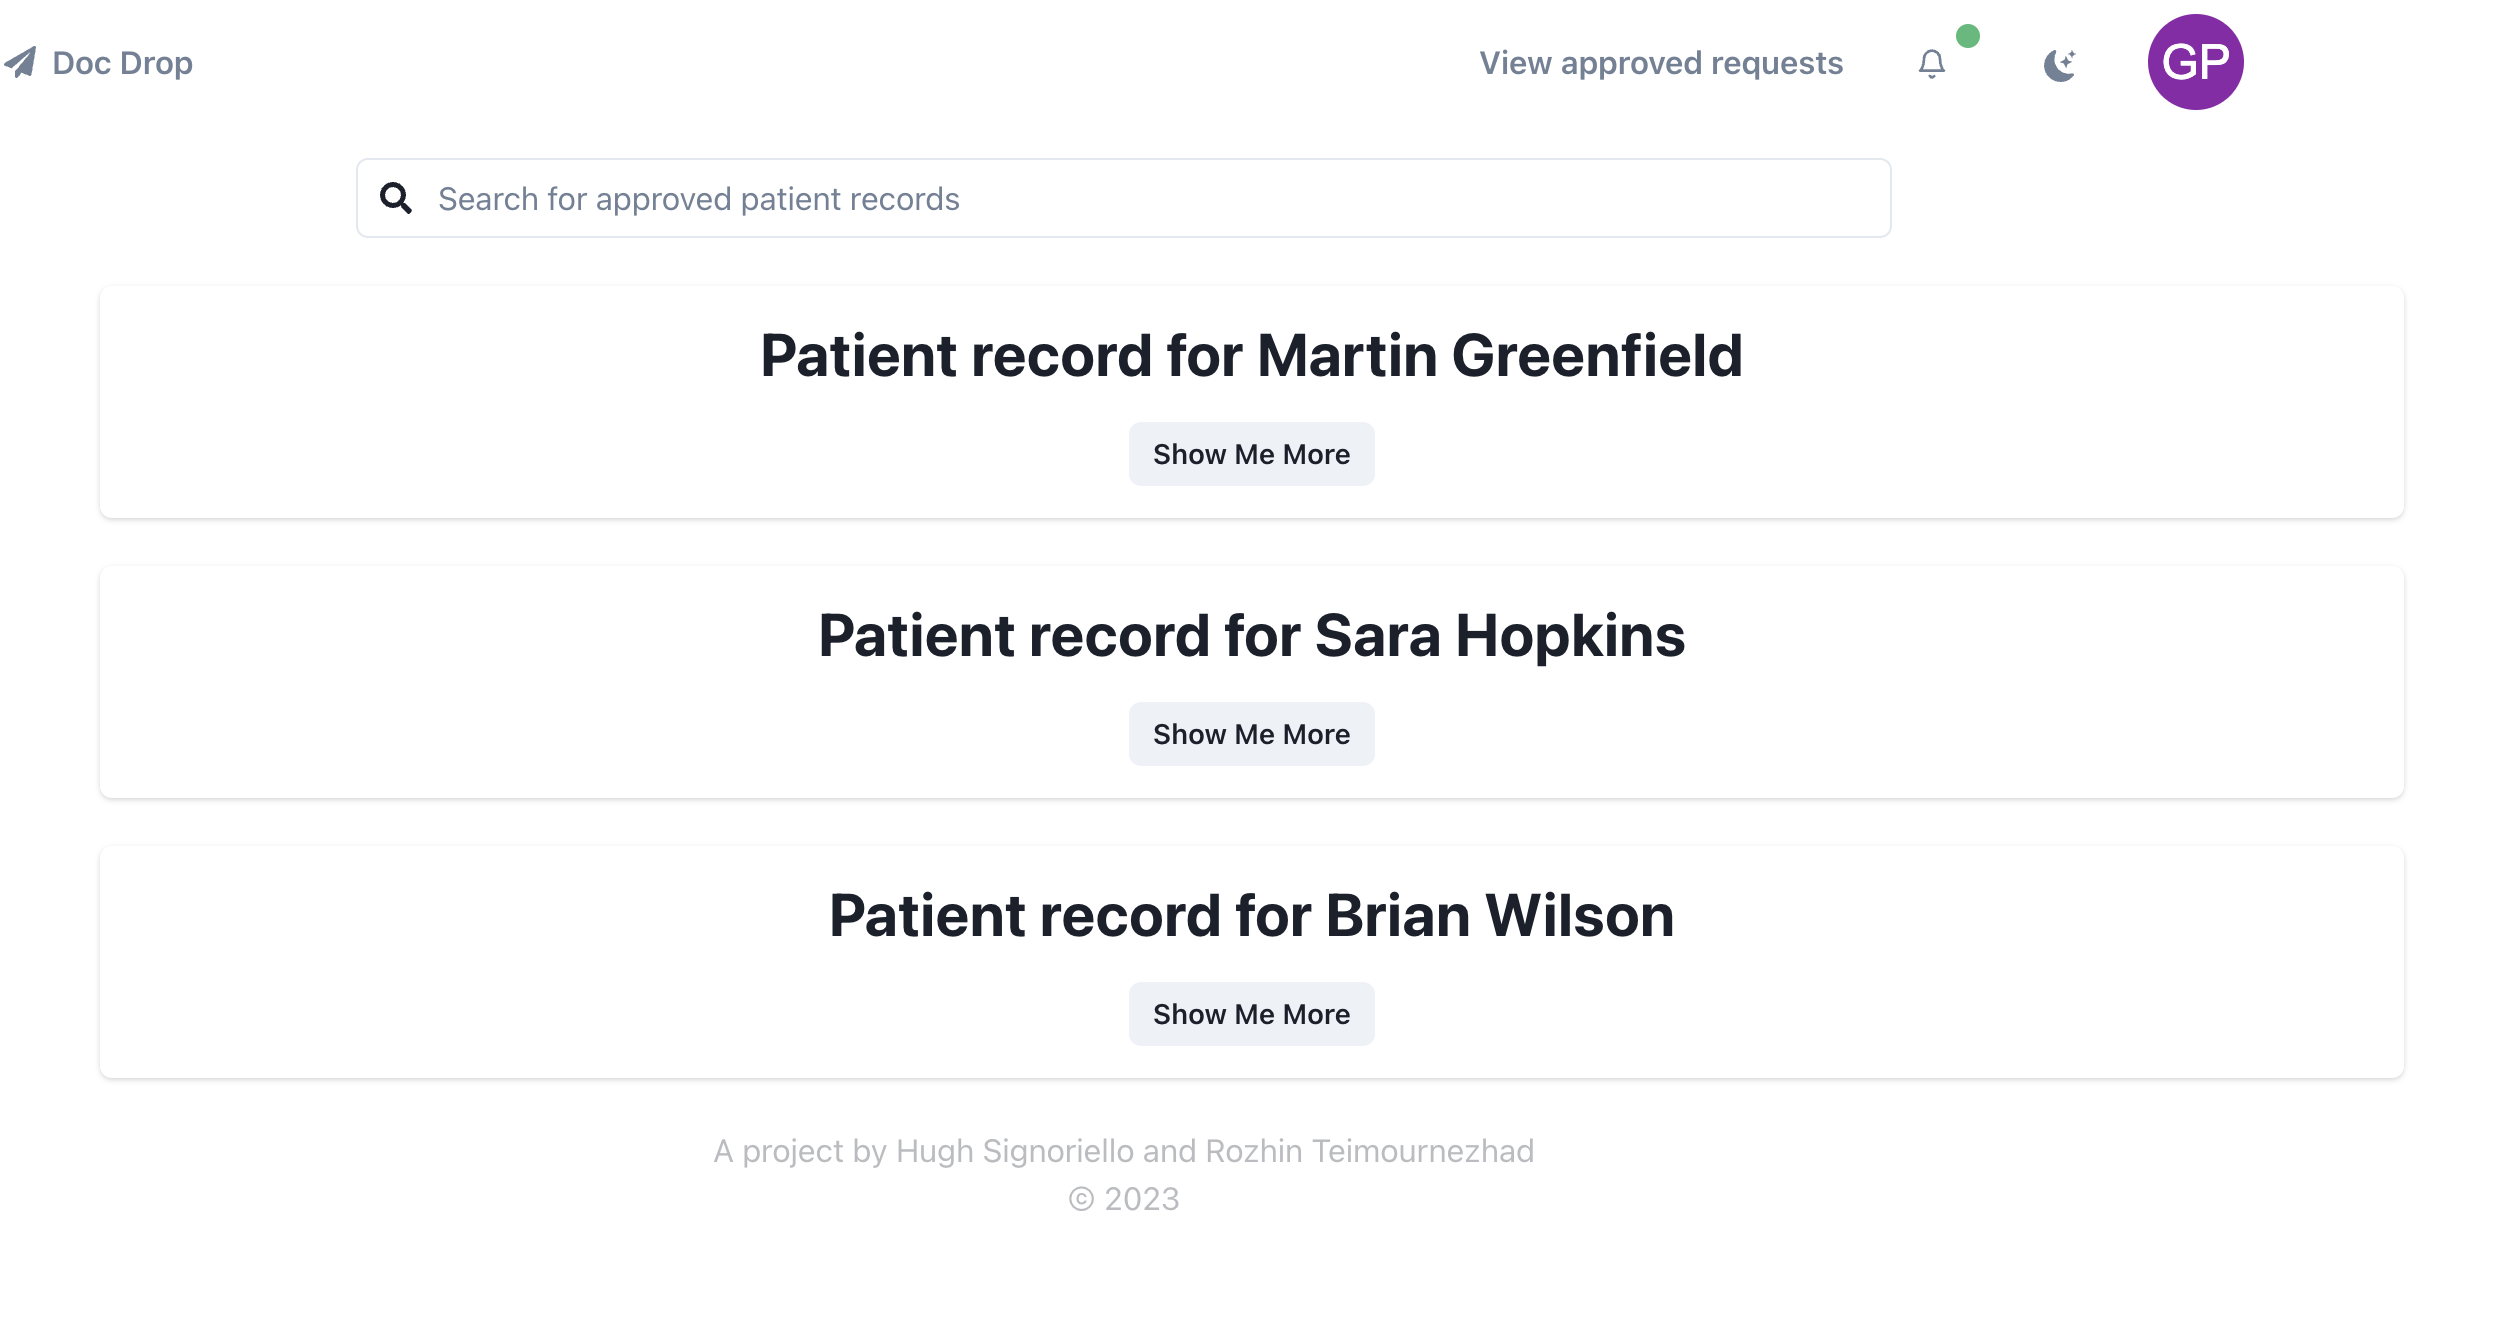 Doc Drop
View approved requests
GP
Search for approved patient records
Patient record for Martin Greenfield
Show Me More
Patient record for Sara Hopkins
Show Me More
Patient record for Brian Wilson
Show Me More
A project by Hugh Signoriello and Rozhin Teimournezhad
© 2023